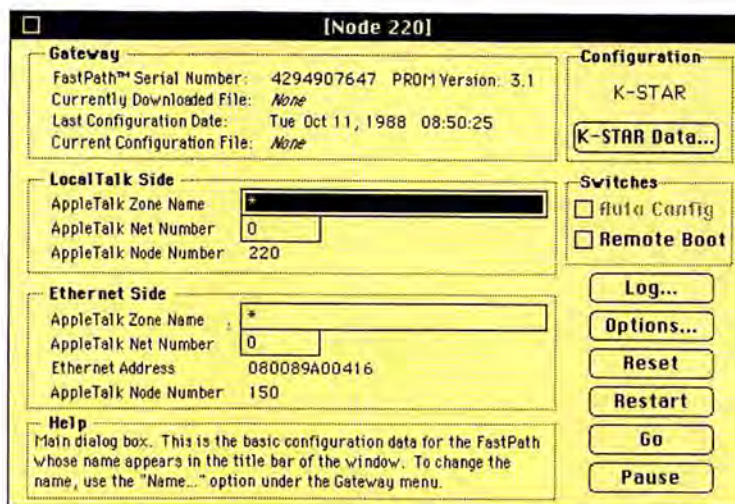 [Node 220]
Gateway
FastPath™ Serial Number: 4294907647 PROM Version: 3.1
Currently Downloaded File: None
Last Configuration Date: Tue Oct 11, 1988 08:50:25
Current Configuration File: None
Configuration
K-STAR
K-STAR Data...
LocalTalk Side
AppleTalk Zone Name *
AppleTalk Net Number 0
AppleTalk Node Number 220
Switches
Auto Config
Remote Boot
Ethernet Side
AppleTalk Zone Name *
AppleTalk Net Number 0
Ethernet Address 080089A00416
AppleTalk Node Number 150
Log...
Options...
Reset
Restart
Go
Pause
Help
Main dialog box. This is the basic configuration data for the FastPath
whose name appears in the title bar of the window. To change the
name, use the "Name..." option under the Gateway menu.